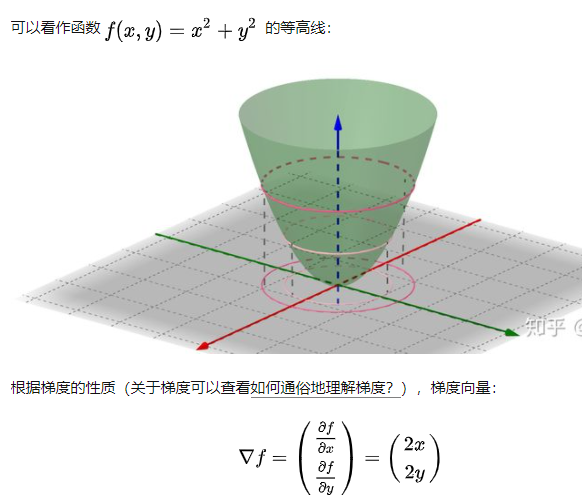 可以看作函数 f(x, y) = x² + y² 的等高线：
知乎 @
根据梯度的性质（关于梯度可以查看如何通俗地理解梯度？），梯度向量：
∇f = ( ∂f/∂x ∂f/∂y ) = ( 2x 2y )